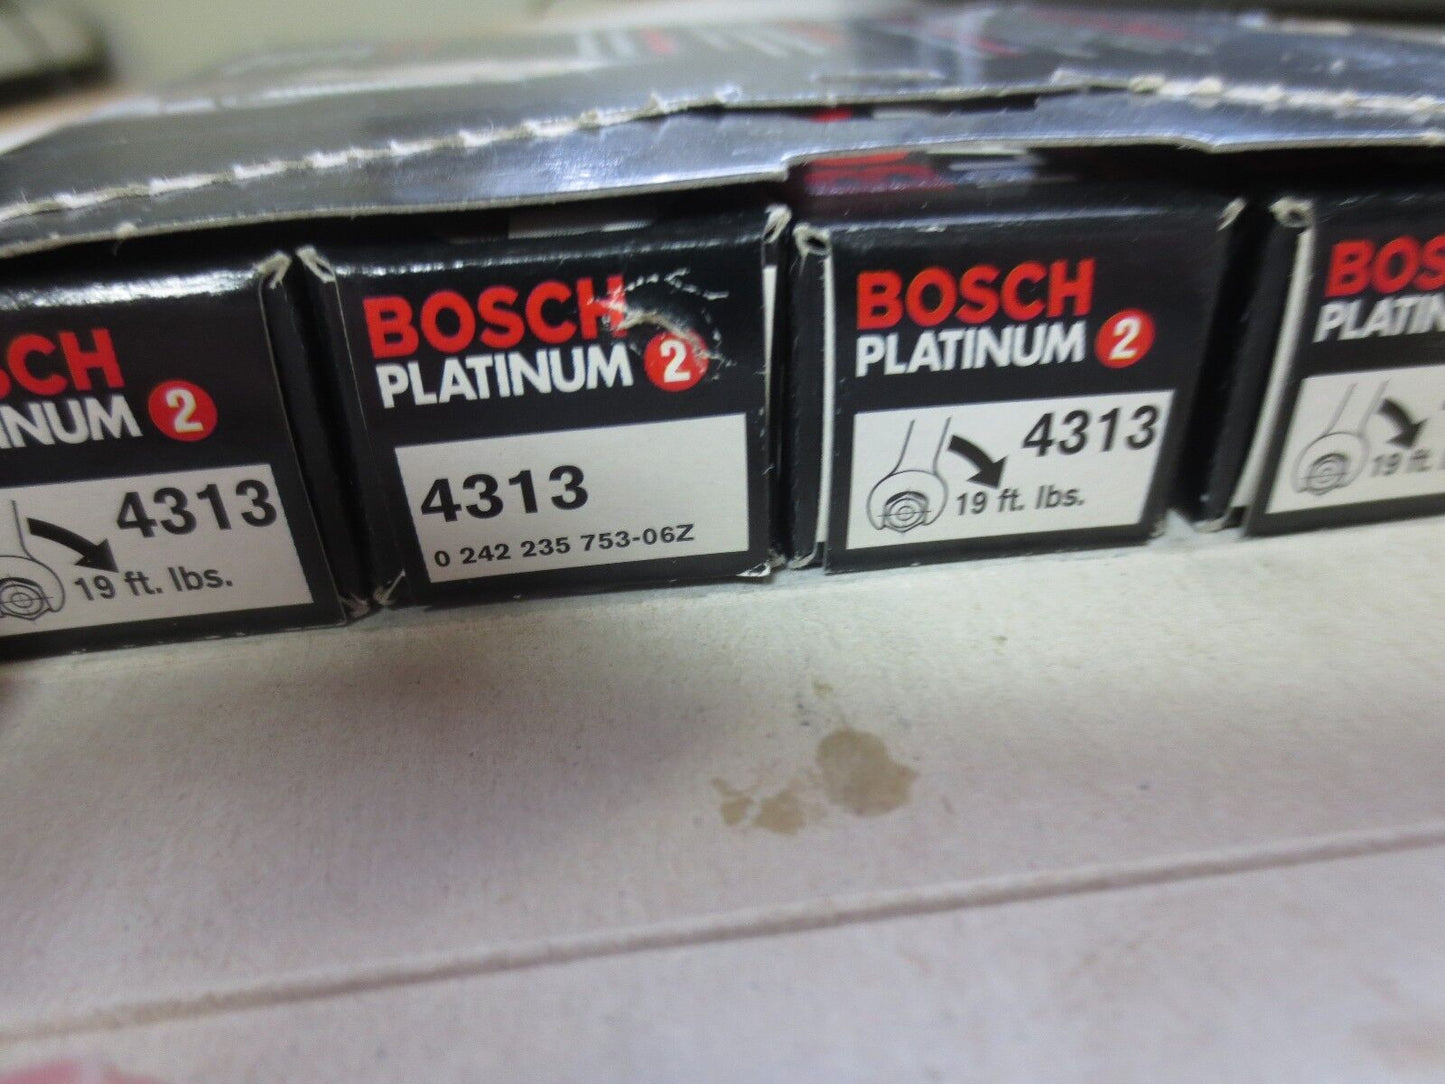 SCH
INUM 2
4313
19 ft. lbs.
BOSCH
PLATINUM 2
4313
0 242 235 753-06Z
BOSCH
PLATINUM 2
4313
19 ft. lbs.
BOS
PLATIN
19 ft.